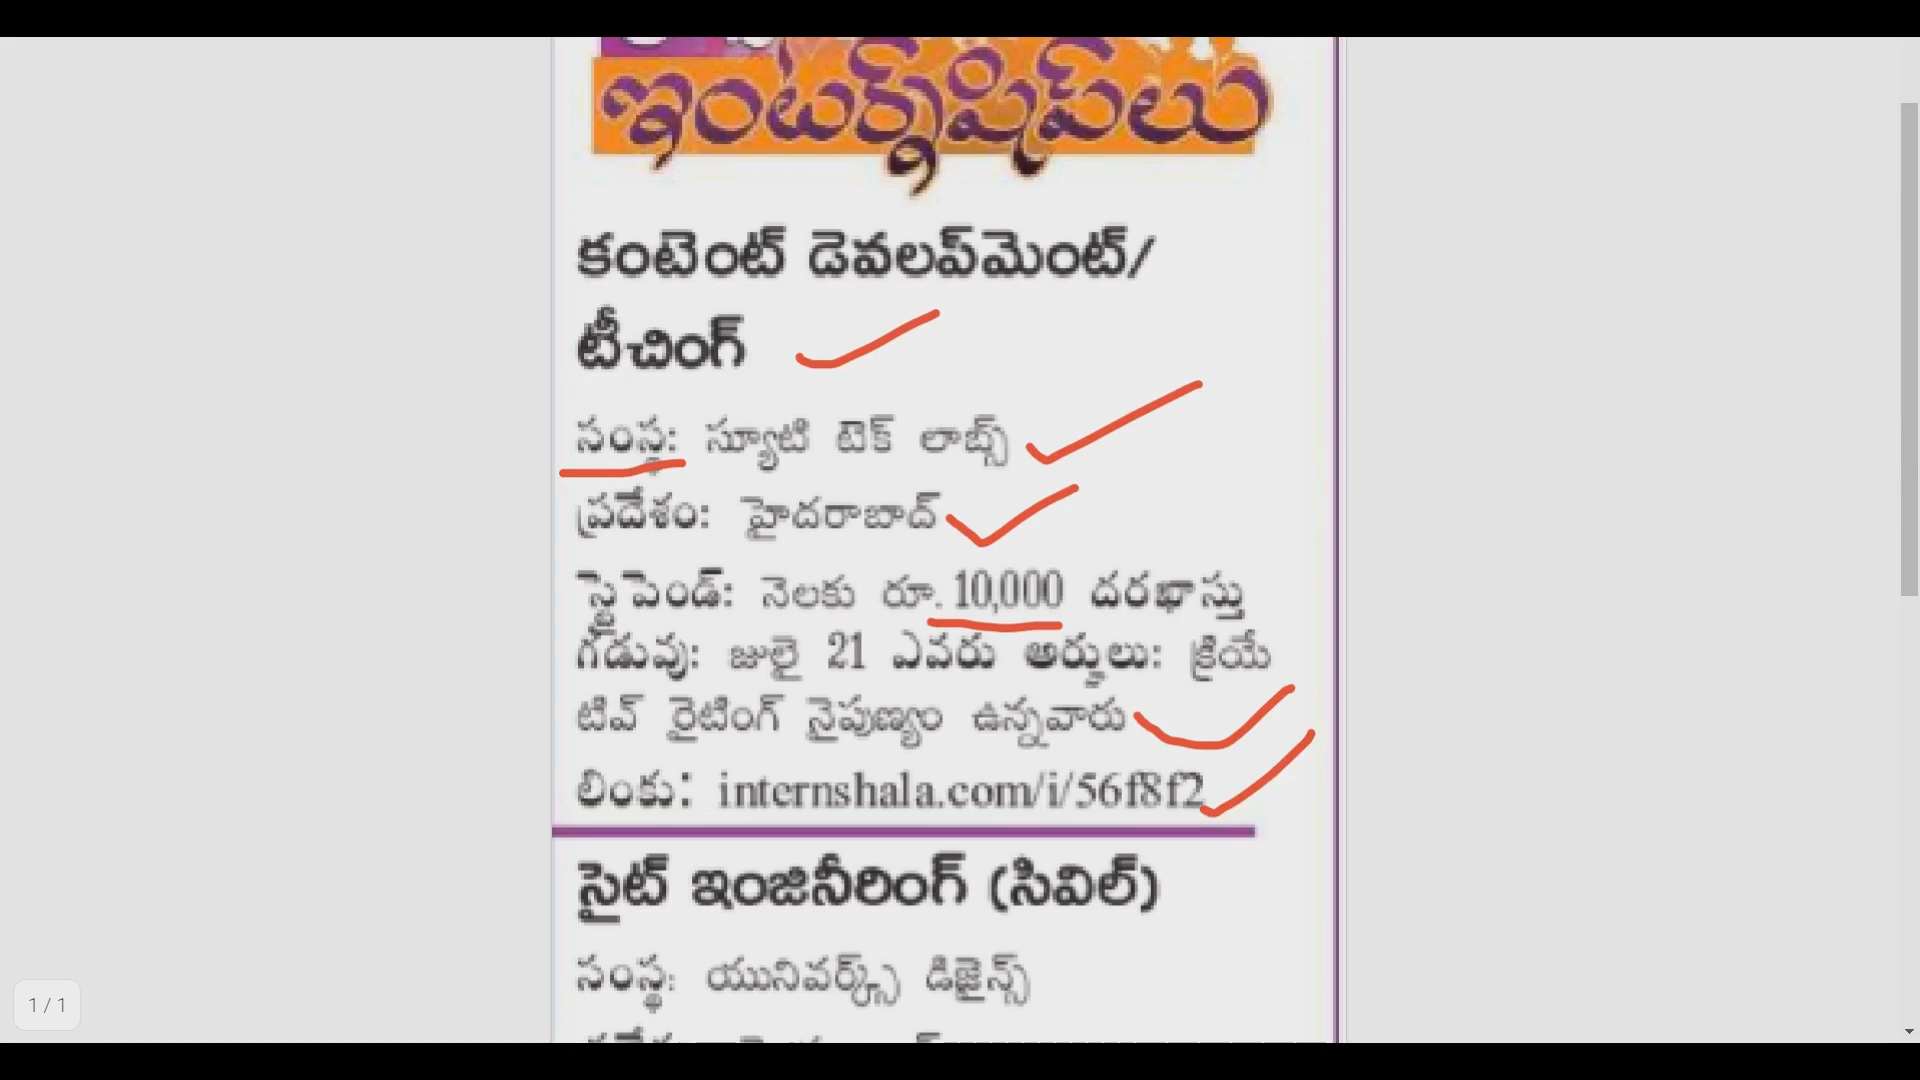 ఇంటర్న్‌షిప్‌లు
కంటెంట్ డెవలప్‌మెంట్/
టీచింగ్
సంస్థ: స్యూటి టెక్ లాబ్స్
ప్రదేశం: హైదరాబాద్
స్టైపెండ్: నెలకు రూ. 10,000 దరఖాస్తు
గడువు: జులై 21 ఎవరు అర్హులు: క్రియే
టివ్ రైటింగ్ నైపుణ్యం ఉన్నవారు
లింకు: internshala.com/i/56f8f2
సైట్ ఇంజినీరింగ్ (సివిల్)
సంస్థ: యునివర్క్స్ డిజైన్స్
1 / 1